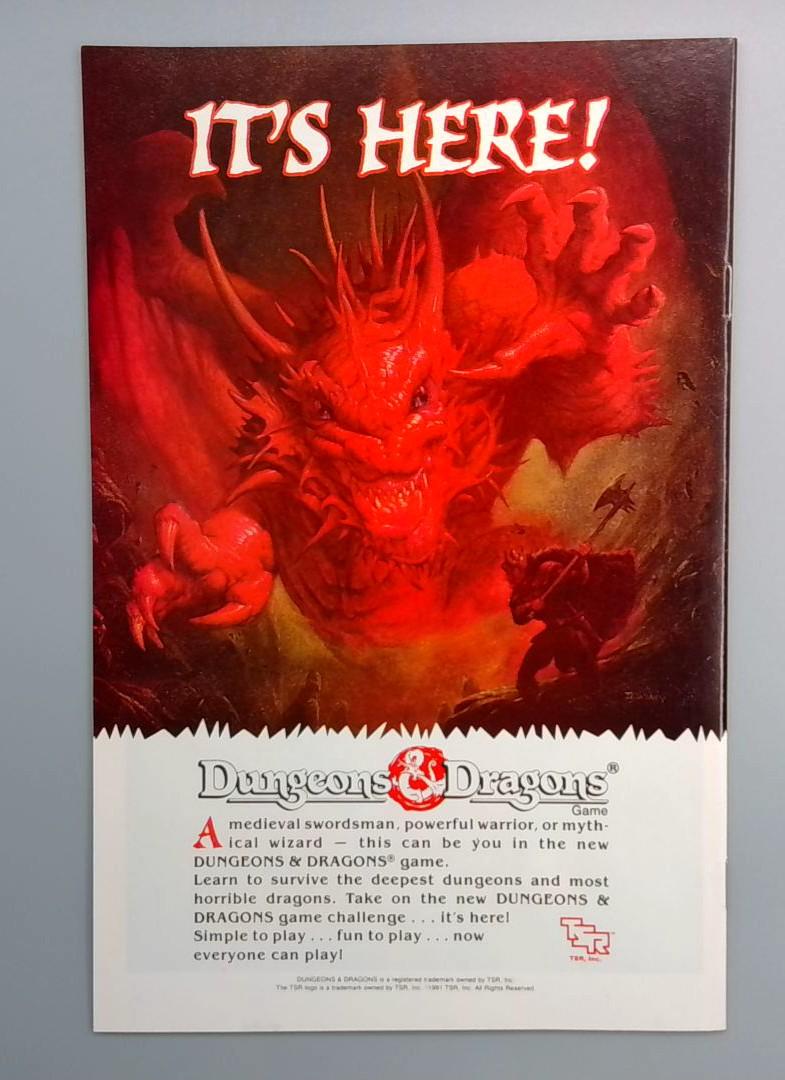 IT'S HERE!
Dungeons & Dragons®
Game
A medieval swordsman, powerful warrior, or myth-
ical wizard — this can be you in the new
DUNGEONS & DRAGONS® game.
Learn to survive the deepest dungeons and most
horrible dragons. Take on the new DUNGEONS &
DRAGONS game challenge . . . it's here!
Simple to play . . . fun to play . . . now
everyone can play!
TSR™
TSR, Inc.
DUNGEONS & DRAGONS is a registered trademark owned by TSR, Inc.
The TSR logo is a trademark owned by TSR, Inc. ©1991 TSR, Inc. All Rights Reserved.